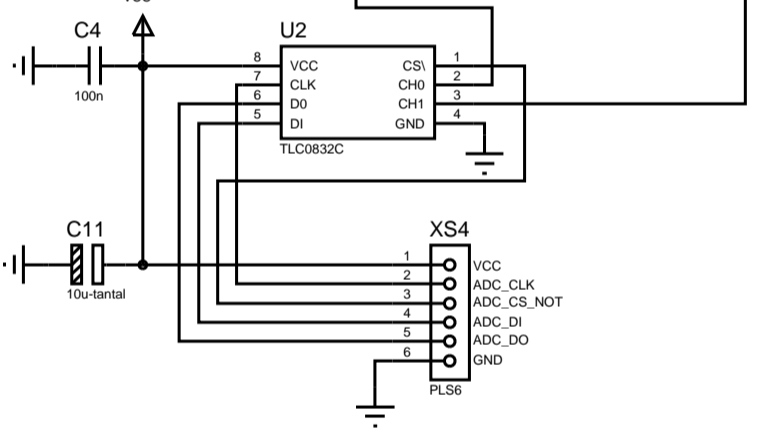 C4
100n
U2
8 VCC CS\ 1
7 CLK CH0 2
6 D0 CH1 3
5 DI GND 4
TLC0832C
C11
10u-tantal
XS4
1 VCC
2 ADC_CLK
3 ADC_CS_NOT
4 ADC_DI
5 ADC_DO
6 GND
PLS6